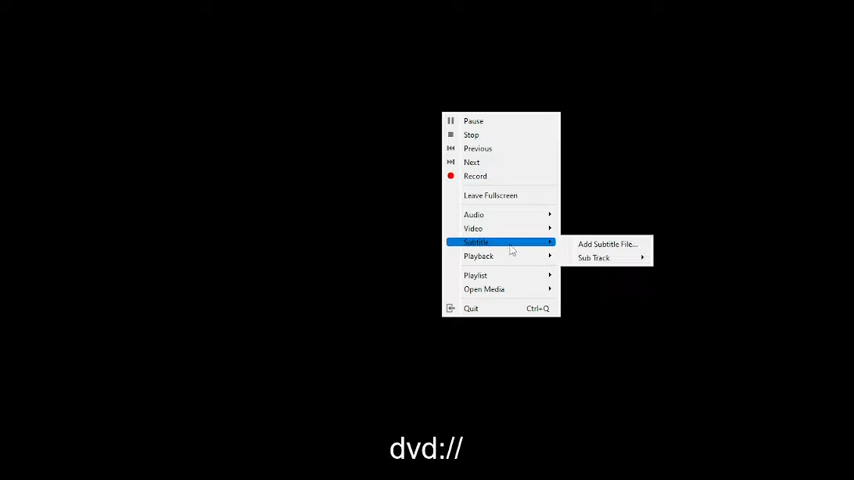 Pause
Stop
Previous
Next
Record
Leave Fullscreen
Audio
Video
Subtitle
Add Subtitle File...
Sub Track
Playback
Playlist
Open Media
Quit Ctrl+Q
dvd://